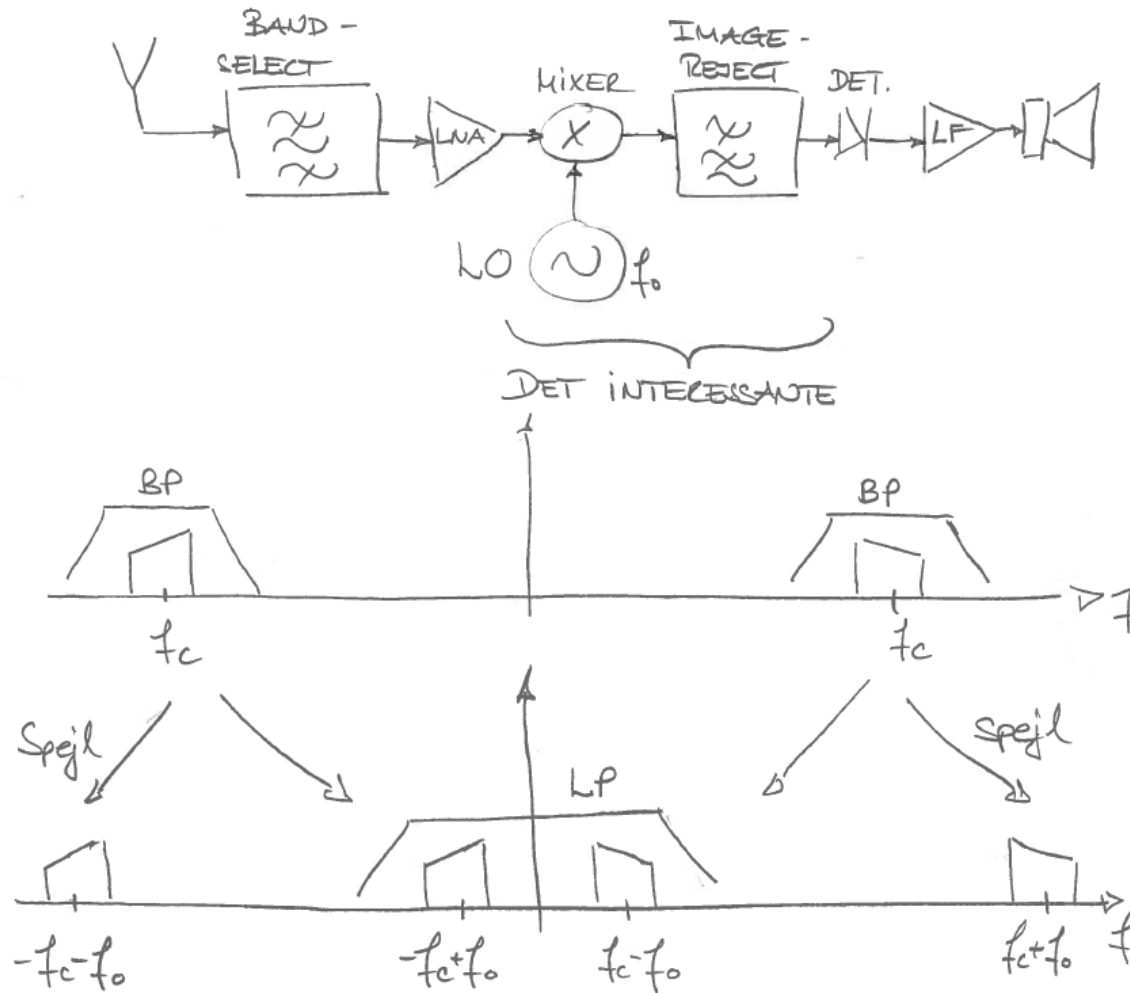 BAND-
SELECT
LNA
MIXER
X
IMAGE-
REJECT
DET.
LF
LO
f₀
DET INTERESSANTE
BP
BP
f
fc
fc
Spejl
Spejl
LP
f
-fc-f₀
-fc+f₀
fc-f₀
fc+f₀